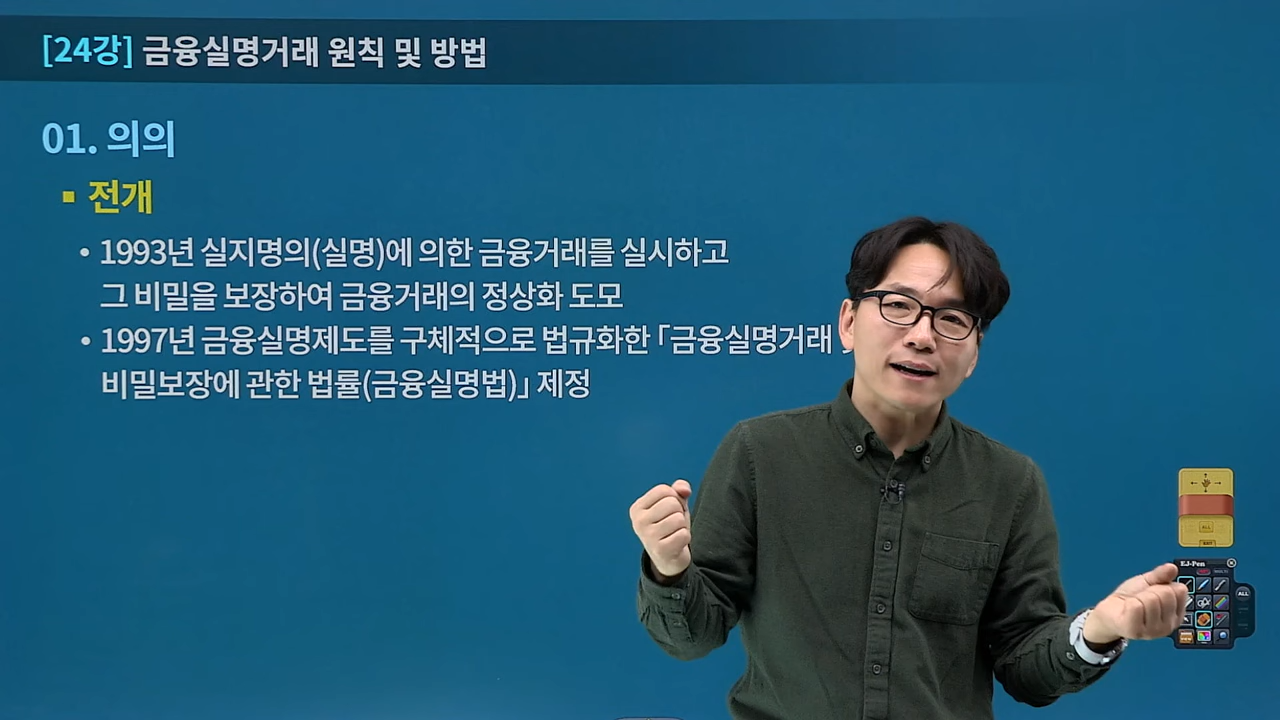 [24강] 금융실명거래 원칙 및 방법
01. 의의
▪ 전개
• 1993년 실지명의(실명)에 의한 금융거래를 실시하고
그 비밀을 보장하여 금융거래의 정상화 도모
• 1997년 금융실명제도를 구체적으로 법규화한 「금융실명거래
비밀보장에 관한 법률(금융실명법)」 제정
ALL
EXIT
EJ-Pen
ALL